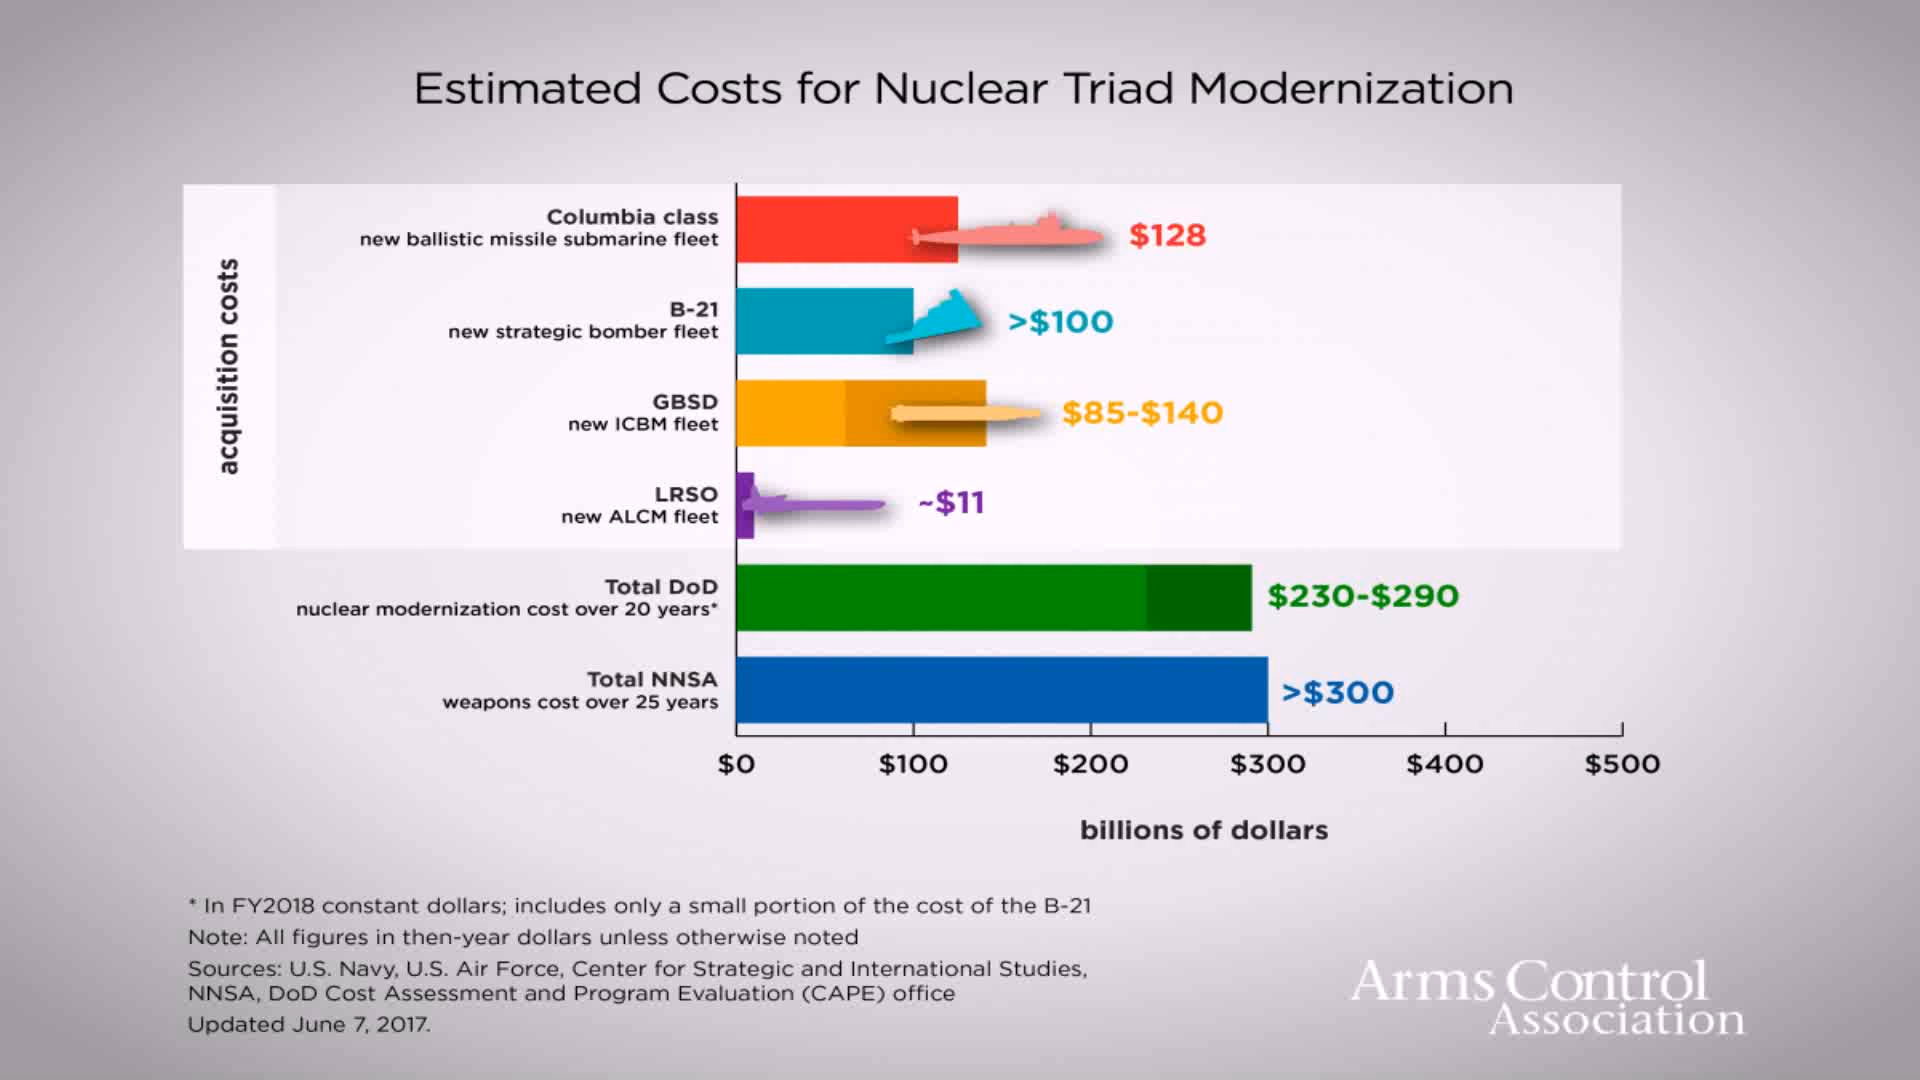 Estimated Costs for Nuclear Triad Modernization
acquisition costs
Columbia class
new ballistic missile submarine fleet
$128
B-21
new strategic bomber fleet
>$100
GBSD
new ICBM fleet
$85-$140
LRSO
new ALCM fleet
~$11
Total DoD
nuclear modernization cost over 20 years*
$230-$290
Total NNSA
weapons cost over 25 years
>$300
$0 $100 $200 $300 $400 $500
billions of dollars
* In FY2018 constant dollars; includes only a small portion of the cost of the B-21
Note: All figures in then-year dollars unless otherwise noted
Sources: U.S. Navy, U.S. Air Force, Center for Strategic and International Studies,
NNSA, DoD Cost Assessment and Program Evaluation (CAPE) office
Updated June 7, 2017.
Arms Control
Association